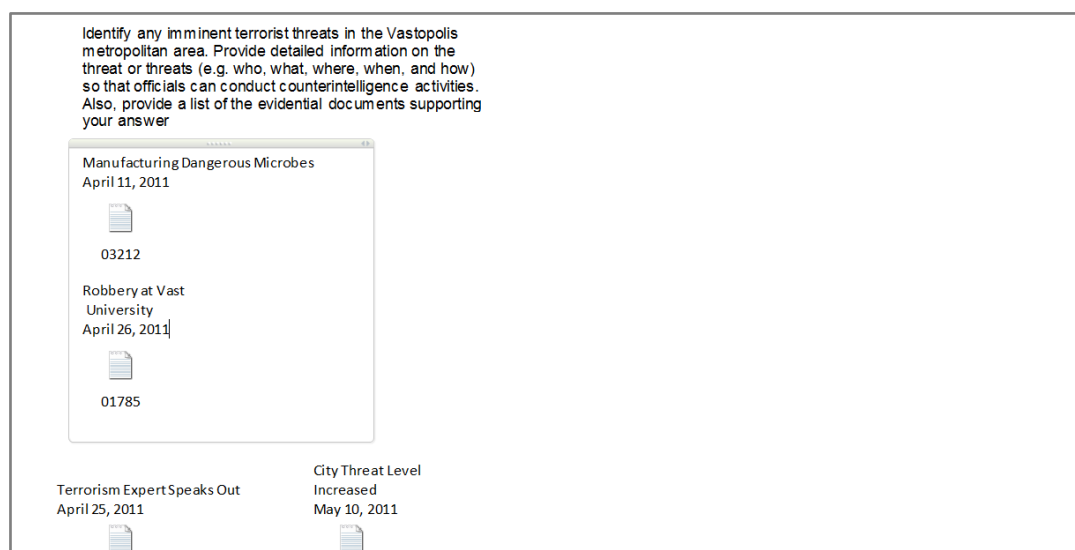 Identify any imminent terrorist threats in the Vastopolis
metropolitan area. Provide detailed information on the
threat or threats (e.g. who, what, where, when, and how)
so that officials can conduct counterintelligence activities.
Also, provide a list of the evidential documents supporting
your answer
Manufacturing Dangerous Microbes
April 11, 2011
03212
Robbery at Vast
University
April 26, 2011
01785
Terrorism Expert Speaks Out
April 25, 2011
City Threat Level
Increased
May 10, 2011